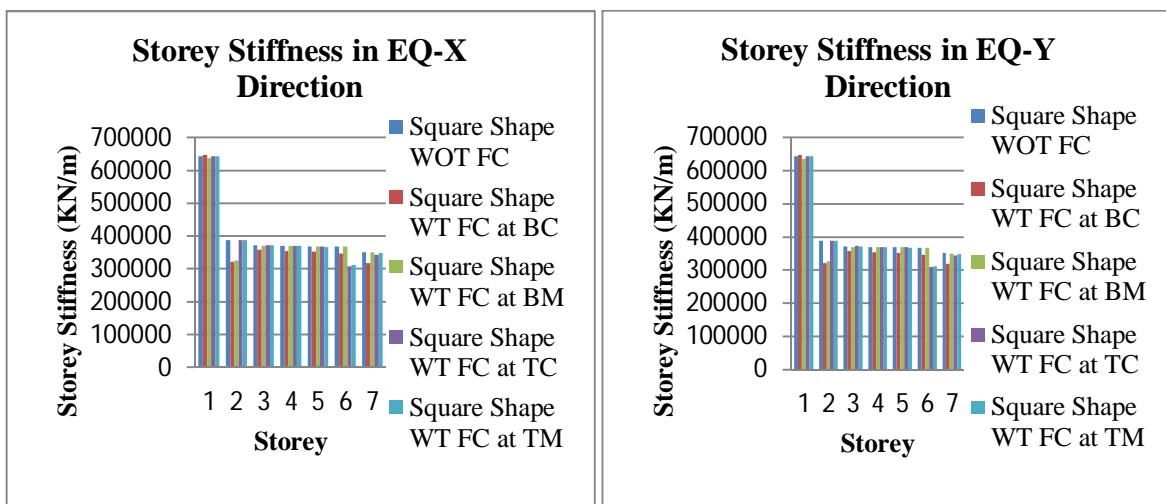 Storey Stiffness in EQ-X
Direction
Storey Stiffness (KN/m)
700000
600000
500000
400000
300000
200000
100000
0
1 2 3 4 5 6 7
Storey
Square Shape
WOT FC
Square Shape
WT FC at BC
Square Shape
WT FC at BM
Square Shape
WT FC at TC
Square Shape
WT FC at TM
Storey Stiffness in EQ-Y
Direction
Storey Stiffness (KN/m)
700000
600000
500000
400000
300000
200000
100000
0
1 2 3 4 5 6 7
Storey
Square Shape
WOT FC
Square Shape
WT FC at BC
Square Shape
WT FC at BM
Square Shape
WT FC at TC
Square Shape
WT FC at TM